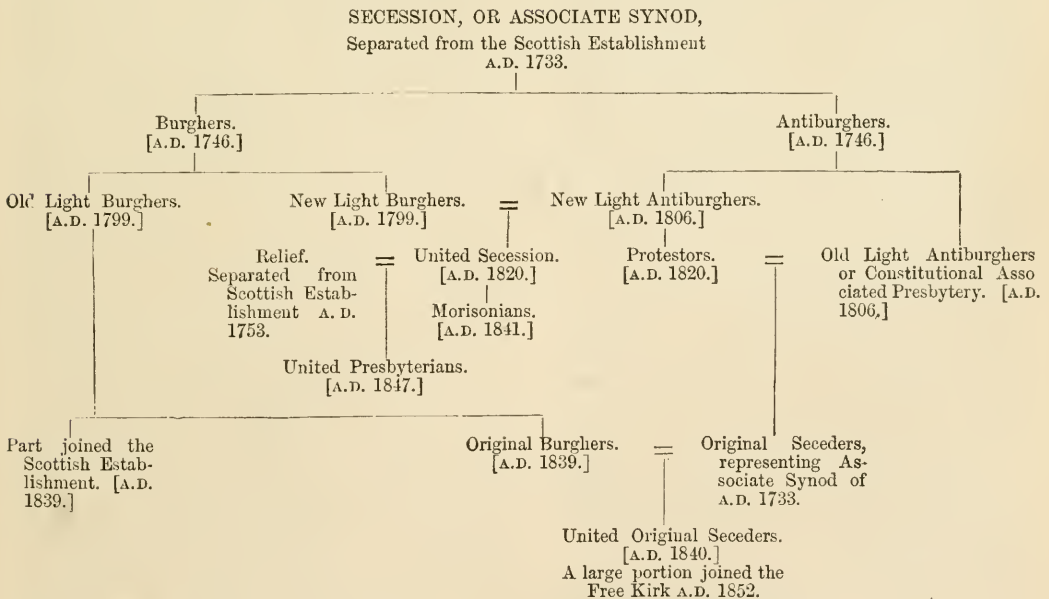 SECESSION, OR ASSOCIATE SYNOD,
Separated from the Scottish Establishment
A.D. 1733.
Burghers.
[A.D. 1746.]
Antiburghers.
[A.D. 1746.]
Old Light Burghers.
[A.D. 1799.]
New Light Burghers.
[A.D. 1799.]
=
New Light Antiburghers.
[A.D. 1806.]
Relief.
Separated from
Scottish Estab-
lishment A. D.
1753.
=
United Secession.
[A.D. 1820.]
Morisonians.
[A.D. 1841.]
Protestors.
[A.D. 1820.]
=
Old Light Antiburghers
or Constitutional Asso
ciated Presbytery. [A.D.
1806.]
United Presbyterians.
[A.D. 1847.]
Part joined the
Scottish Estab-
lishment. [A.D.
1839.]
Original Burghers.
[A.D. 1839.]
=
Original Seceders,
representing As-
sociate Synod of
A.D. 1733.
United Original Seceders.
[A.D. 1840.]
A large portion joined the
Free Kirk A.D. 1852.